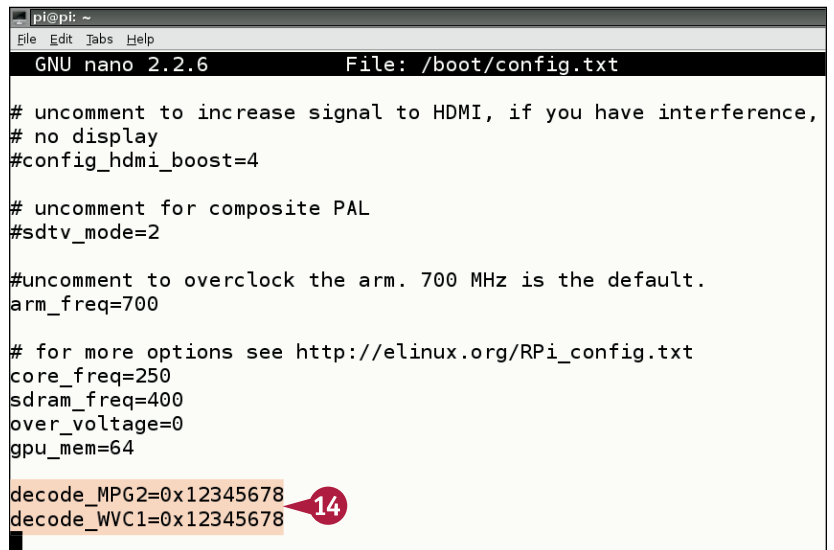 pi@pi: ~
File Edit Tabs Help
GNU nano 2.2.6 File: /boot/config.txt
# uncomment to increase signal to HDMI, if you have interference,
# no display
#config_hdmi_boost=4
# uncomment for composite PAL
#sdtv_mode=2
#uncomment to overclock the arm. 700 MHz is the default.
arm_freq=700
# for more options see http://elinux.org/RPi_config.txt
core_freq=250
sdram_freq=400
over_voltage=0
gpu_mem=64
decode_MPG2=0x12345678
14
decode_WVC1=0x12345678